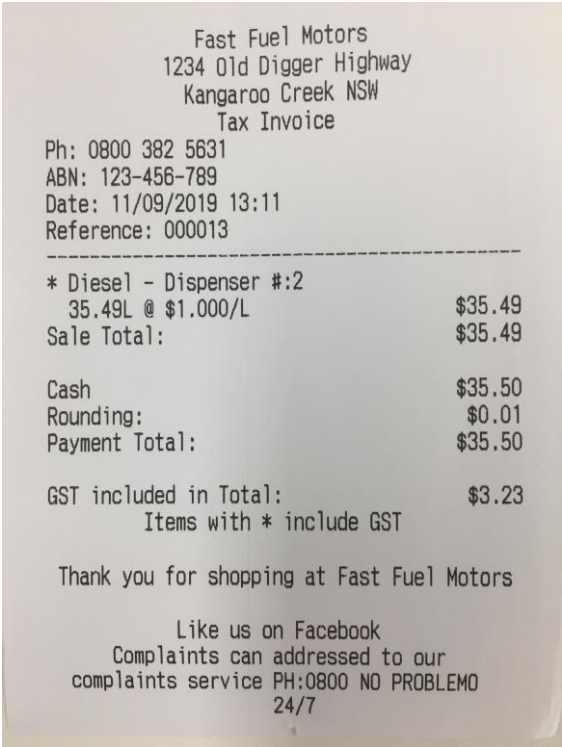 Fast Fuel Motors
1234 Old Digger Highway
Kangaroo Creek NSW
Tax Invoice
Ph: 0800 382 5631
ABN: 123-456-789
Date: 11/09/2019 13:11
Reference: 000013
--------------------------------------------
* Diesel - Dispenser #:2
35.49L @ $1.000/L $35.49
Sale Total: $35.49
Cash $35.50
Rounding: $0.01
Payment Total: $35.50
GST included in Total: $3.23
Items with * include GST
Thank you for shopping at Fast Fuel Motors
Like us on Facebook
Complaints can addressed to our
complaints service PH:0800 NO PROBLEMO
24/7